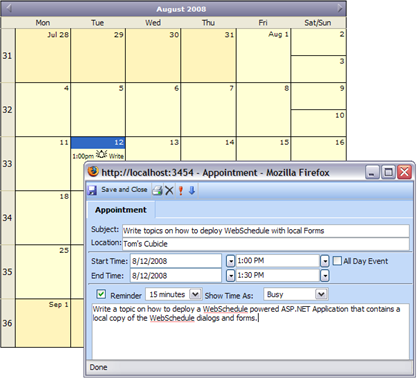 August 2008
Mon Tue Wed Thu Fri Sat/Sun
31 Jul 28 29 30 31 Aug 1 2
3
32 4 5 6 7 8 9
10
33 11 12 13 14 15 16
1:00pm Write
http://localhost:3454 - Appointment - Mozilla Firefox
Save and Close
34 18
Appointment
Subject: Write topics on how to deploy WebSchedule with local Forms
Location: Tom's Cubicle
35 25
Start Time: 8/12/2008 1:00 PM All Day Event
End Time: 8/12/2008 1:30 PM
Reminder 15 minutes Show Time As: Busy
36 Sep 1
Write a topic on how to deploy a WebSchedule powered ASP.NET Application that contains a
local copy of the WebSchedule dialogs and forms.
Done